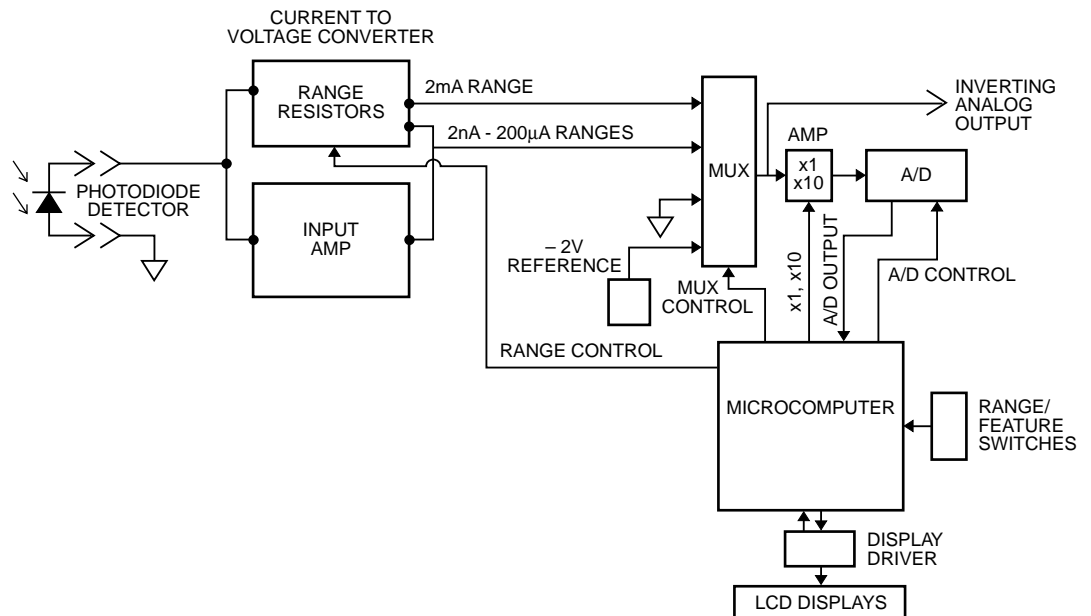 CURRENT TO
VOLTAGE CONVERTER
RANGE
RESISTORS
2mA RANGE
2nA - 200µA RANGES
MUX
INVERTING
ANALOG
OUTPUT
AMP
x1
x10
A/D
PHOTODIODE
DETECTOR
INPUT
AMP
– 2V
REFERENCE
MUX
CONTROL
x1, x10
A/D OUTPUT
A/D CONTROL
RANGE CONTROL
MICROCOMPUTER
RANGE/
FEATURE
SWITCHES
DISPLAY
DRIVER
LCD DISPLAYS